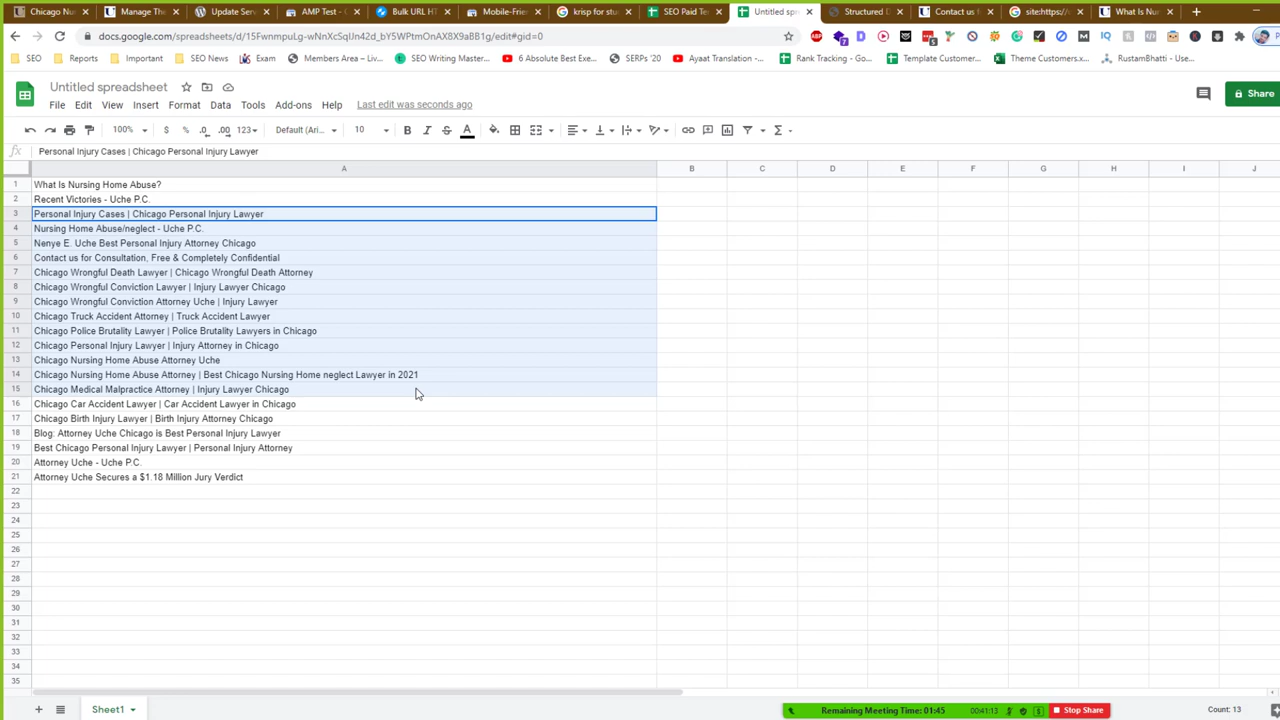 Chicago Nu
Manage The
Update Serv
AMP Test -
Bulk URL HT
Mobile-Frie
krisp for stu
SEO Paid Te
Untitled spre
Structured D
Contact us f
site:https://
What Is Nur
docs.google.com/spreadsheets/d/15FwnmpuLg-wNnXcSqUn42d_bY5WPtmOnAX8X9aBB1g/edit#gid=0
SEO
Reports
Important
SEO News
Exam
Members Area – Liv...
SEO Writing Master...
6 Absolute Best Exe...
SERPs '20
Ayaat Translation -...
Rank Tracking - Go...
Template Customer...
Theme Customers.x...
RustamBhatti - Use...
Untitled spreadsheet
File Edit View Insert Format Data Tools Add-ons Help Last edit was seconds ago
Share
100% $ % .0 .00 123 Default (Ari... 10 B I S A
fx Personal Injury Cases | Chicago Personal Injury Lawyer
A B C D E F G H I J
1 What Is Nursing Home Abuse?
2 Recent Victories - Uche P.C.
3 Personal Injury Cases | Chicago Personal Injury Lawyer
4 Nursing Home Abuse/neglect - Uche P.C.
5 Nenye E. Uche Best Personal Injury Attorney Chicago
6 Contact us for Consultation, Free & Completely Confidential
7 Chicago Wrongful Death Lawyer | Chicago Wrongful Death Attorney
8 Chicago Wrongful Conviction Lawyer | Injury Lawyer Chicago
9 Chicago Wrongful Conviction Attorney Uche | Injury Lawyer
10 Chicago Truck Accident Attorney | Truck Accident Lawyer
11 Chicago Police Brutality Lawyer | Police Brutality Lawyers in Chicago
12 Chicago Personal Injury Lawyer | Injury Attorney in Chicago
13 Chicago Nursing Home Abuse Attorney Uche
14 Chicago Nursing Home Abuse Attorney | Best Chicago Nursing Home neglect Lawyer in 2021
15 Chicago Medical Malpractice Attorney | Injury Lawyer Chicago
16 Chicago Car Accident Lawyer | Car Accident Lawyer in Chicago
17 Chicago Birth Injury Lawyer | Birth Injury Attorney Chicago
18 Blog: Attorney Uche Chicago is Best Personal Injury Lawyer
19 Best Chicago Personal Injury Lawyer | Personal Injury Attorney
20 Attorney Uche - Uche P.C.
21 Attorney Uche Secures a $1.18 Million Jury Verdict
22
23
24
25
26
27
28
29
30
31
32
33
34
35
Sheet1
Remaining Meeting Time: 01:45
00:41:13
Stop Share
Count: 13